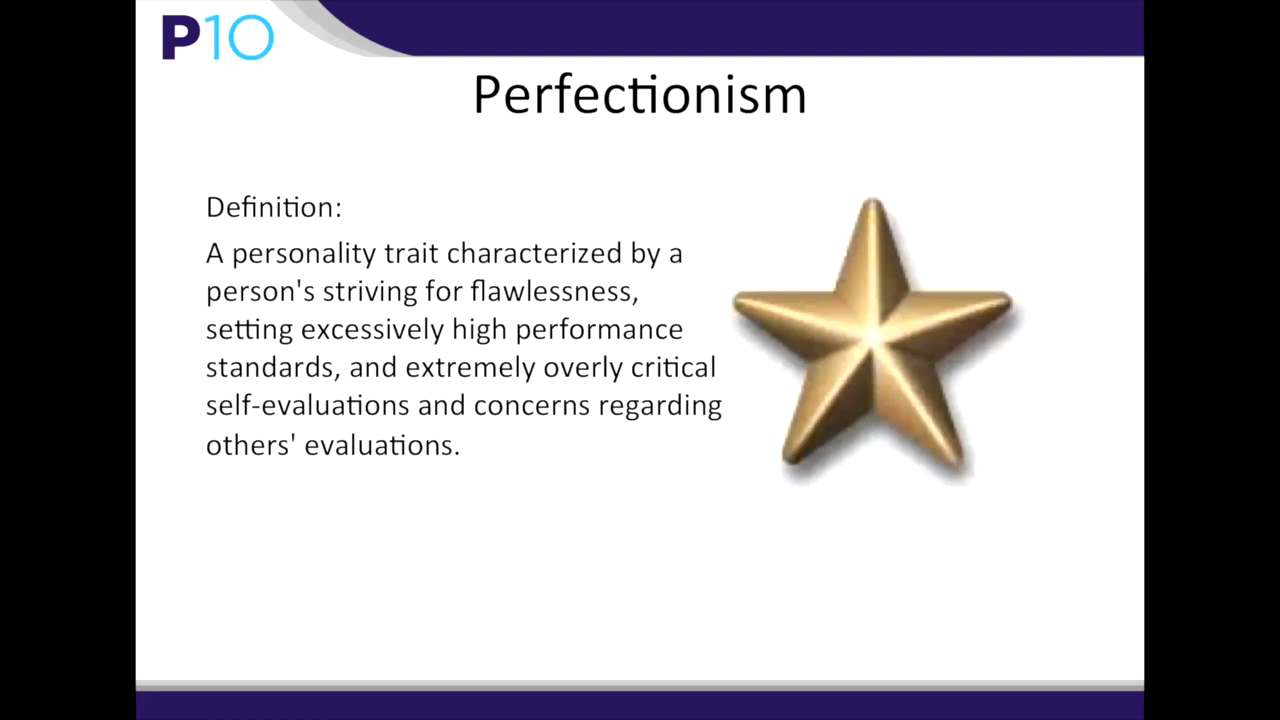 P10
Perfectionism
Definition:
A personality trait characterized by a
person's striving for flawlessness,
setting excessively high performance
standards, and extremely overly critical
self-evaluations and concerns regarding
others' evaluations.